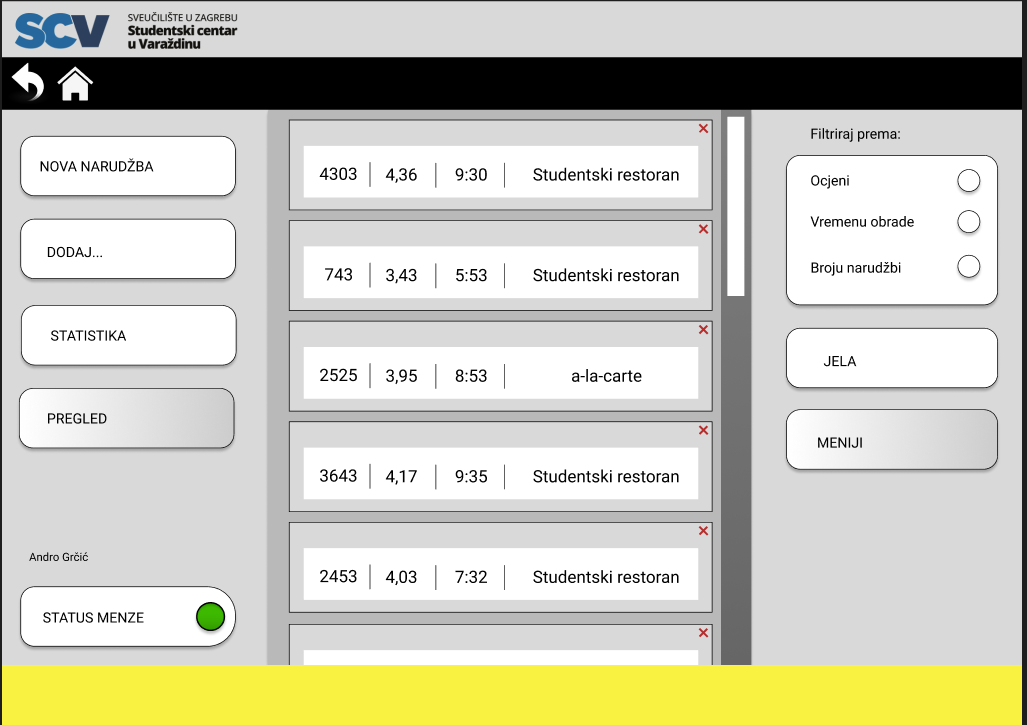 SCV
SVEUČILIŠTE U ZAGREBU
Studentski centar
u Varaždinu
NOVA NARUDŽBA
DODAJ...
STATISTIKA
PREGLED
Andro Grčić
STATUS MENZE
4303 4,36 9:30 Studentski restoran
743 3,43 5:53 Studentski restoran
2525 3,95 8:53 a-la-carte
3643 4,17 9:35 Studentski restoran
2453 4,03 7:32 Studentski restoran
Filtriraj prema:
Ocjeni
Vremenu obrade
Broju narudžbi
JELA
MENIJI